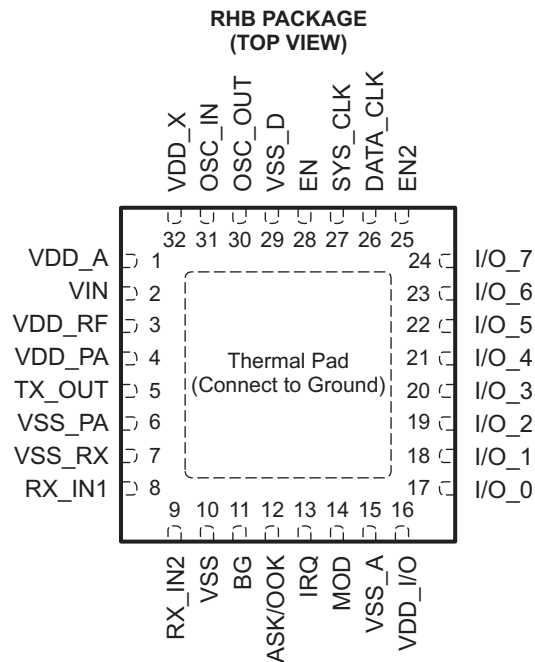 RHB PACKAGE
(TOP VIEW)
VDD_X
OSC_IN
OSC_OUT
VSS_D
EN
SYS_CLK
DATA_CLK
EN2
32 31 30 29 28 27 26 25
VDD_A 1
VIN 2
VDD_RF 3
VDD_PA 4
TX_OUT 5
VSS_PA 6
VSS_RX 7
RX_IN1 8
Thermal Pad
(Connect to Ground)
24 I/O_7
23 I/O_6
22 I/O_5
21 I/O_4
20 I/O_3
19 I/O_2
18 I/O_1
17 I/O_0
9 10 11 12 13 14 15 16
RX_IN2
VSS
BG
ASK/OOK
IRQ
MOD
VSS_A
VDD_I/O